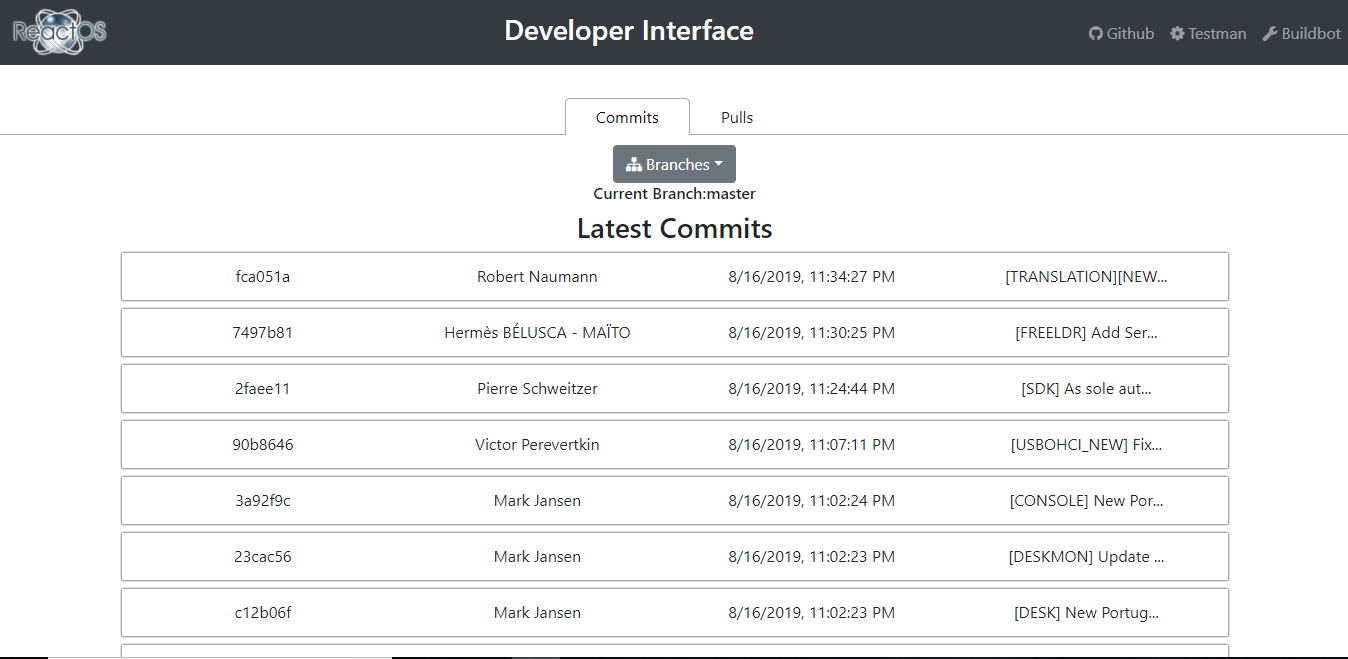 ReactOS
Developer Interface
Github Testman Buildbot
Commits Pulls
Branches
Current Branch:master
Latest Commits
fca051a Robert Naumann 8/16/2019, 11:34:27 PM [TRANSLATION][NEW...
7497b81 Hermès BÉLUSCA - MAÏTO 8/16/2019, 11:30:25 PM [FREELDR] Add Ser...
2faee11 Pierre Schweitzer 8/16/2019, 11:24:44 PM [SDK] As sole aut...
90b8646 Victor Perevertkin 8/16/2019, 11:07:11 PM [USBOHCI_NEW] Fix...
3a92f9c Mark Jansen 8/16/2019, 11:02:24 PM [CONSOLE] New Por...
23cac56 Mark Jansen 8/16/2019, 11:02:23 PM [DESKMON] Update ...
c12b06f Mark Jansen 8/16/2019, 11:02:23 PM [DESK] New Portug...